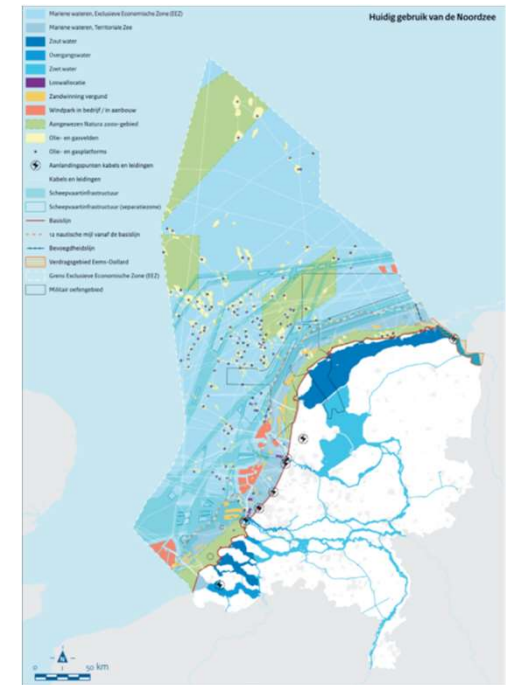 Huidig gebruik van de Noordzee
Mariene wateren, Exclusieve Economische Zone (EEZ)
Mariene wateren, Territoriale Zee
Zout water
Overgangswater
Zoet water
Loswallocatie
Zandwinning vergund
Windpark in bedrijf / in aanbouw
Aangewezen Natura 2000-gebied
Olie- en gasvelden
Olie- en gasplatforms
Aanlandingspunten kabels en leidingen
Kabels en leidingen
Scheepvaartinfrastructuur
Scheepvaartinfrastructuur (separatiezone)
Basislijn
12 nautische mijl vanaf de basislijn
Bevoegdheidslijn
Verdragsgebied Eems-Dollard
Grens Exclusieve Economische Zone (EEZ)
Militair oefengebied
N
0 50 km